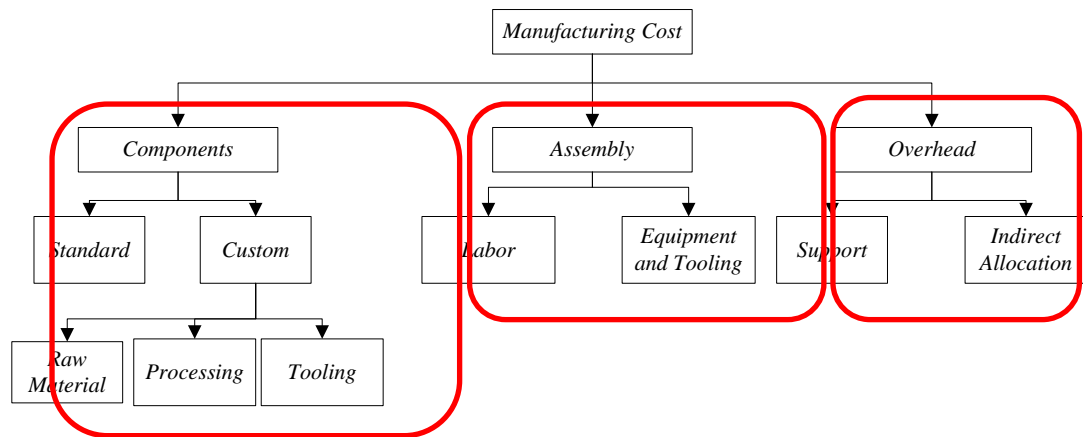 Manufacturing Cost
Components
Assembly
Overhead
Standard
Custom
Labor
Equipment
and Tooling
Support
Indirect
Allocation
Raw
Material
Processing
Tooling